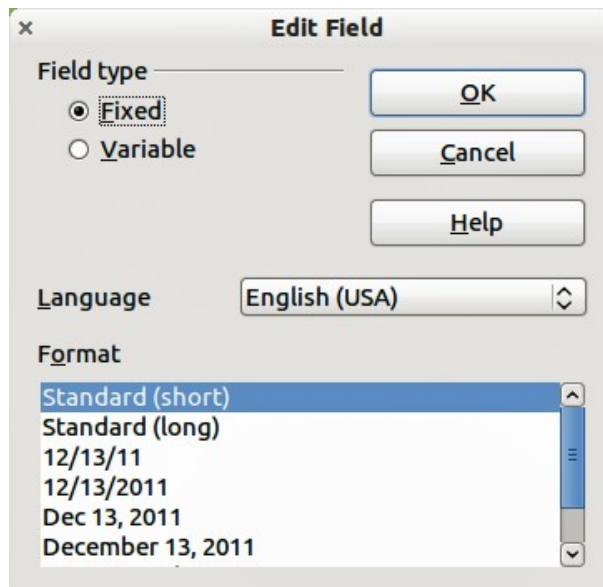 Edit Field
Field type
Fixed
Variable
OK
Cancel
Help
Language English (USA)
Format
Standard (short)
Standard (long)
12/13/11
12/13/2011
Dec 13, 2011
December 13, 2011